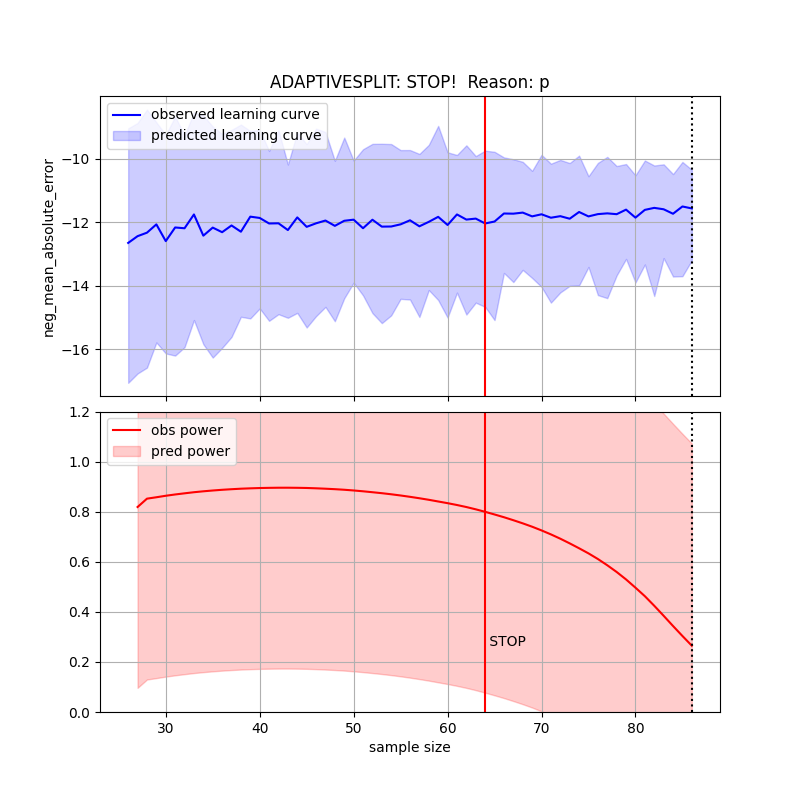 ADAPTIVESPLIT: STOP!  Reason: p
observed learning curve
predicted learning curve
−10
−12
−14
−16
neg_mean_absolute_error
obs power
pred power
1.2
1.0
0.8
0.6
0.4
0.2
0.0
STOP
30 40 50 60 70 80
sample size